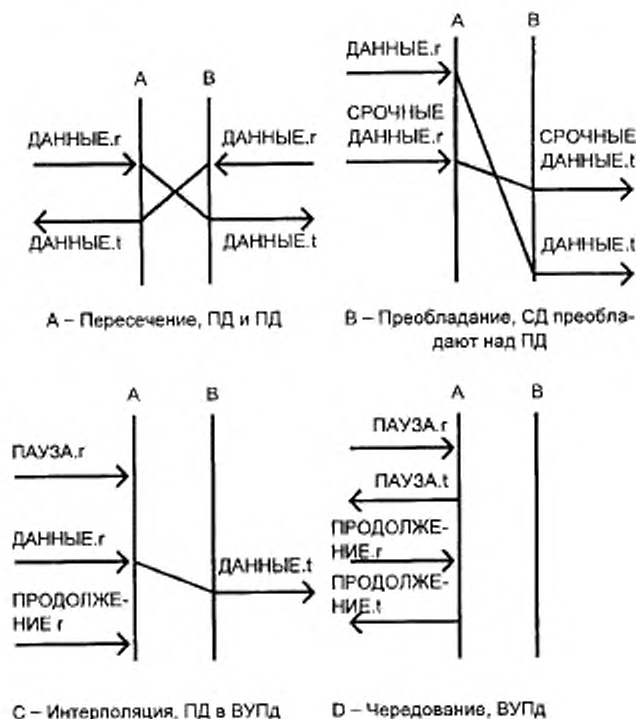 A B
ДАННЫЕ.r ДАННЫЕ.r
ДАННЫЕ.t ДАННЫЕ.t
A – Пересечение, ПД и ПД
A B
ДАННЫЕ.r
СРОЧНЫЕ
ДАННЫЕ.r
СРОЧНЫЕ
ДАННЫЕ.t
ДАННЫЕ.t
B – Преобладание, СД преобла-
дают над ПД
A B
ПАУЗА.r
ДАННЫЕ.r
ДАННЫЕ.t
ПРОДОЛЖЕ-
НИЕ r
C – Интерполяция, ПД в ВУПд
A B
ПАУЗА.r
ПАУЗА.t
ПРОДОЛЖЕ-
НИЕ.r
ПРОДОЛЖЕ-
НИЕ.t
D – Чередование, ВУПд